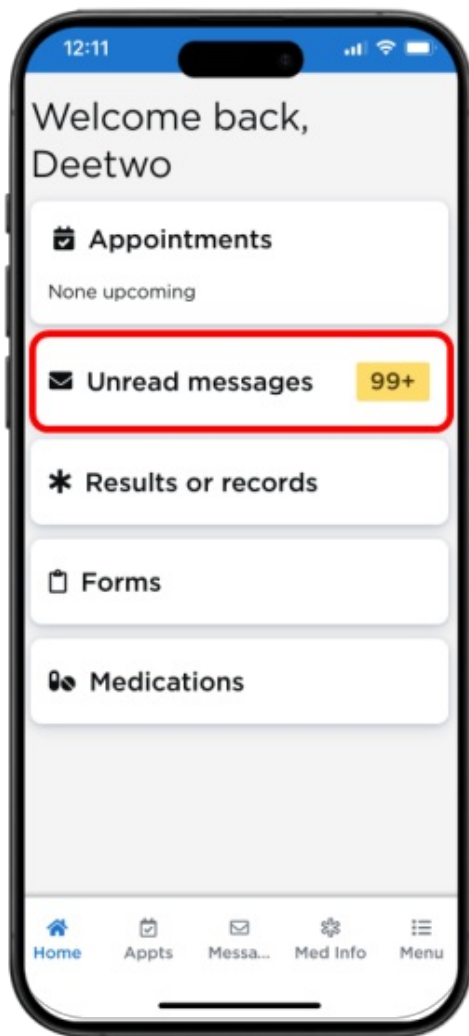 12:11
Welcome back,
Deetwo
Appointments
None upcoming
Unread messages 99+
Results or records
Forms
Medications
Home Appts Messa... Med Info Menu